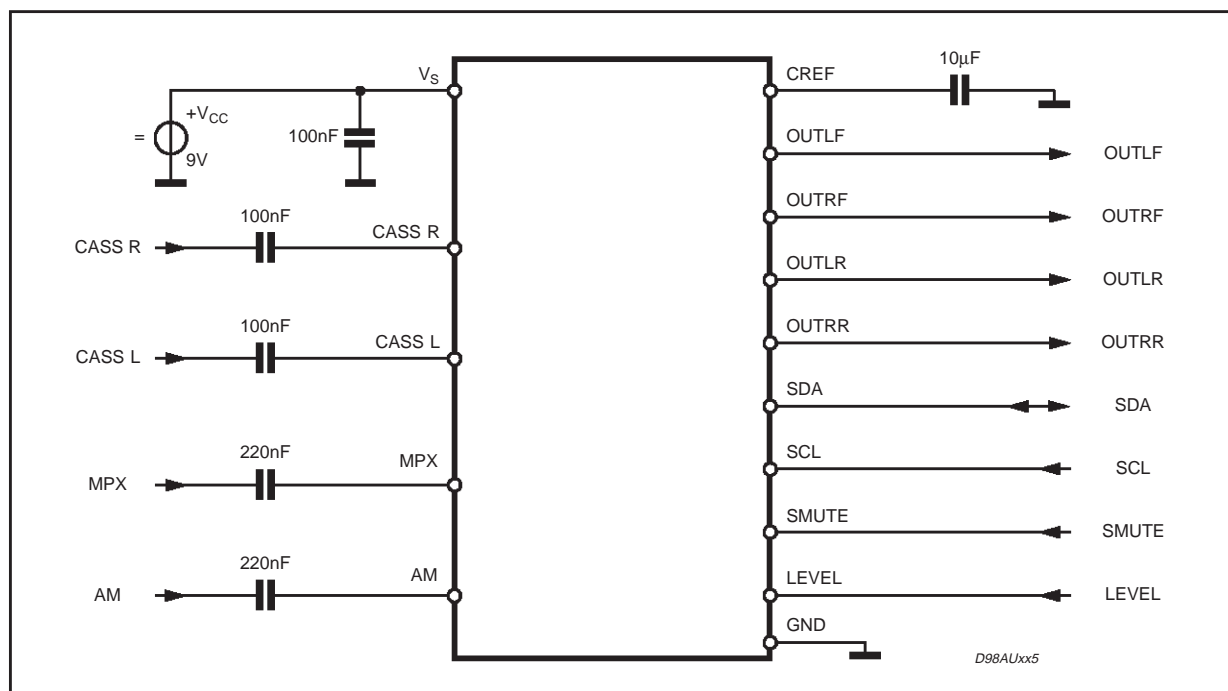 V_S
+V_CC
=
9V
100nF
CASS R
100nF
CASS R
CASS L
100nF
CASS L
MPX
220nF
MPX
AM
220nF
AM
CREF
10μF
OUTLF
OUTLF
OUTRF
OUTRF
OUTLR
OUTLR
OUTRR
OUTRR
SDA
SDA
SCL
SCL
SMUTE
SMUTE
LEVEL
LEVEL
GND
D98AUxx5